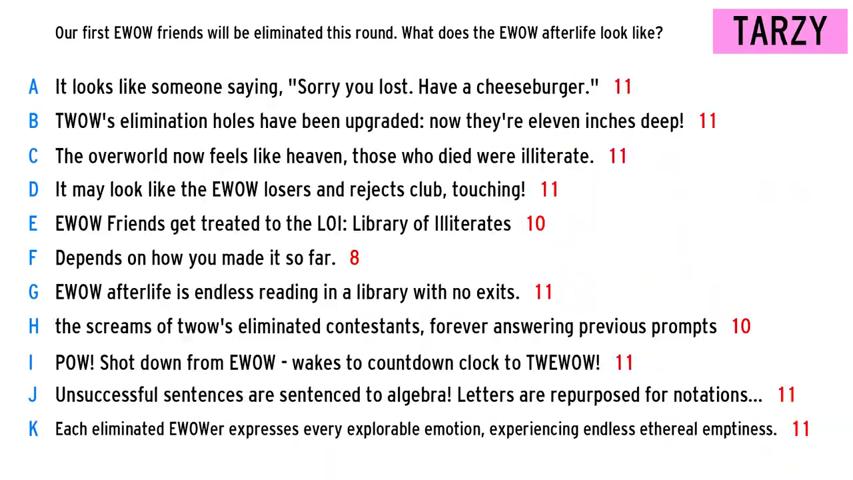 Our first EWOW friends will be eliminated this round. What does the EWOW afterlife look like?
TARZY
A It looks like someone saying, "Sorry you lost. Have a cheeseburger." 11
B TWOW's elimination holes have been upgraded: now they're eleven inches deep! 11
C The overworld now feels like heaven, those who died were illiterate. 11
D It may look like the EWOW losers and rejects club, touching! 11
E EWOW Friends get treated to the LOI: Library of Illiterates 10
F Depends on how you made it so far. 8
G EWOW afterlife is endless reading in a library with no exits. 11
H the screams of twow's eliminated contestants, forever answering previous prompts 10
I POW! Shot down from EWOW - wakes to countdown clock to TWEWOW! 11
J Unsuccessful sentences are sentenced to algebra! Letters are repurposed for notations... 11
K Each eliminated EWOWer expresses every explorable emotion, experiencing endless ethereal emptiness. 11